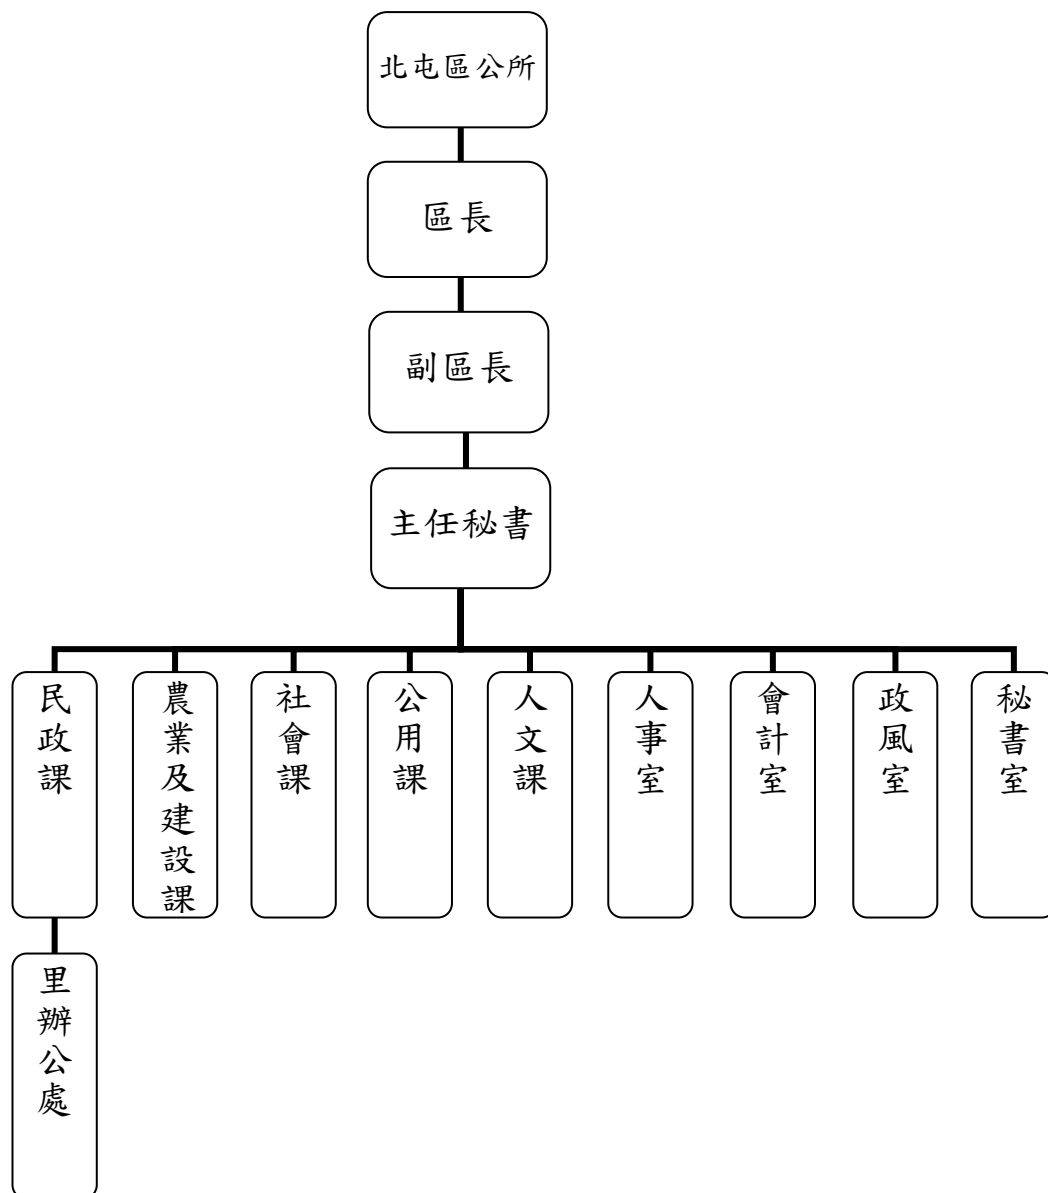 北屯區公所
區長
副區長
主任秘書
民政課
農業及建設課
社會課
公用課
人文課
人事室
會計室
政風室
秘書室
里辦公處